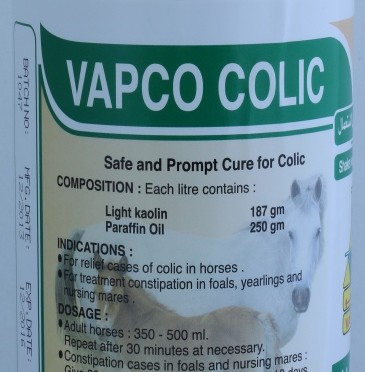 VAPCO COLIC
Safe and Prompt Cure for Colic
COMPOSITION : Each litre contains :
Light kaolin 187 gm
Paraffin Oil 250 gm
INDICATIONS :
• For relief cases of colic in horses .
• For treatment constipation in foals, yearlings and
nursing mares .
DOSAGE :
• Adult horses : 350 - 500 ml.
Repeat after 30 minutes at necessary.
• Constipation cases in foals and nursing mares :
BATCH NO: 1047
MFG. DATE: 12-2013
EXP DATE: 12-2016